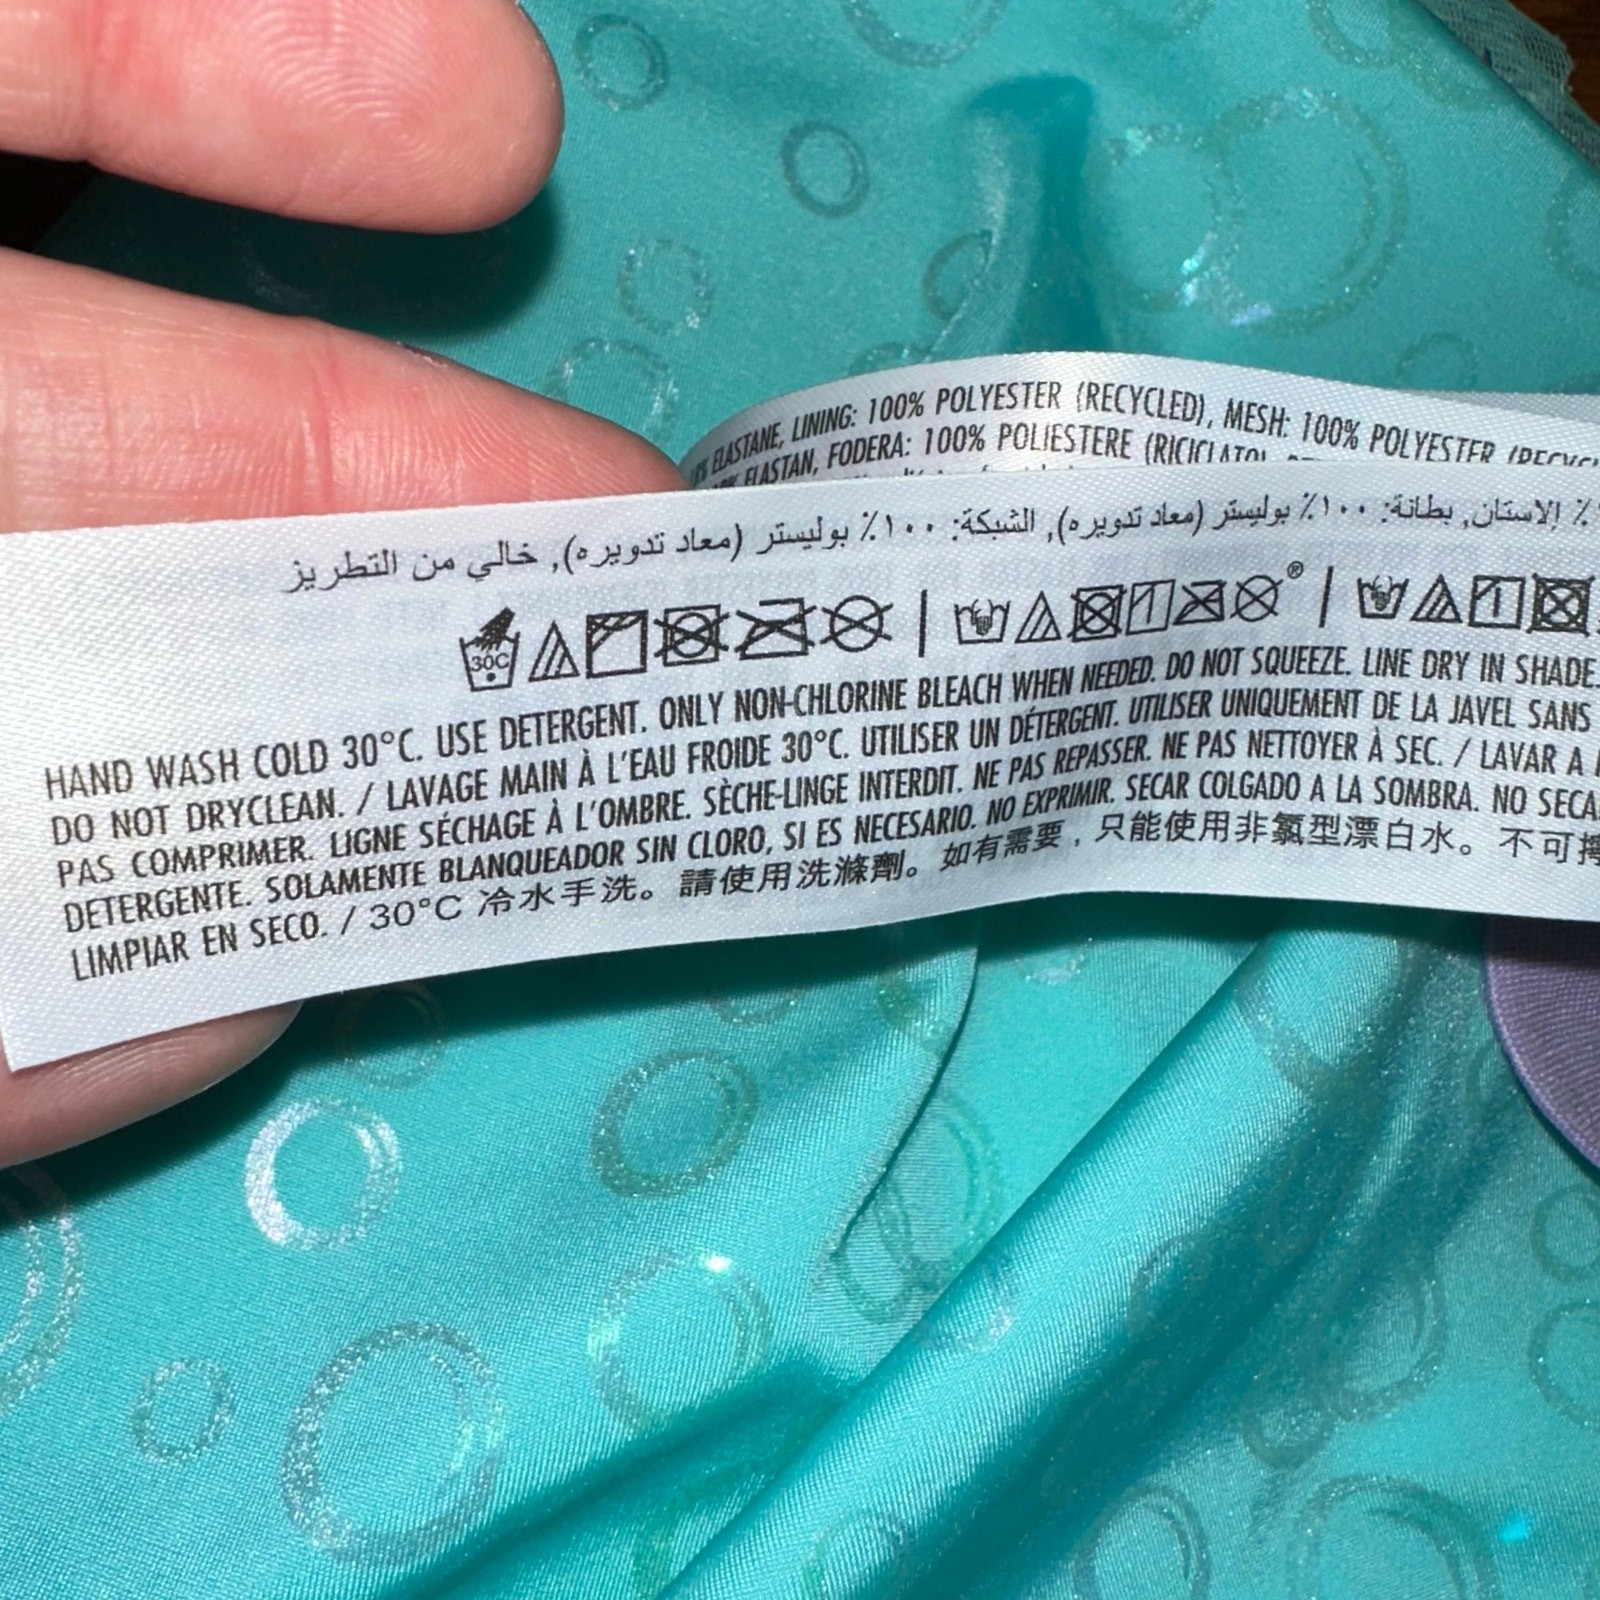 ELASTANE, LINING: 100% POLYESTER (RECYCLED), MESH: 100% POLYESTER
ELASTAN, FODERA: 100% POLIESTERE (RICICLATO),
إلاستان, بطانة: ١٠٠٪ بوليستر (معاد تدويره), الشبكة: ١٠٠٪ بوليستر (معاد تدويره), خالي من التطريز
30C ®
HAND WASH COLD 30°C. USE DETERGENT. ONLY NON-CHLORINE BLEACH WHEN NEEDED. DO NOT SQUEEZE. LINE DRY IN SHADE.
DO NOT DRYCLEAN. / LAVAGE MAIN À L'EAU FROIDE 30°C. UTILISER UN DÉTERGENT. UTILISER UNIQUEMENT DE LA JAVEL SANS
PAS COMPRIMER. LIGNE SÉCHAGE À L'OMBRE. SÈCHE-LINGE INTERDIT. NE PAS REPASSER. NE PAS NETTOYER À SEC. / LAVAR A
DETERGENTE. SOLAMENTE BLANQUEADOR SIN CLORO, SI ES NECESARIO. NO EXPRIMIR. SECAR COLGADO A LA SOMBRA. NO
LIMPIAR EN SECO. / 30°C 冷水手洗。請使用洗滌劑。如有需要，只能使用非氯型漂白水。不可擰